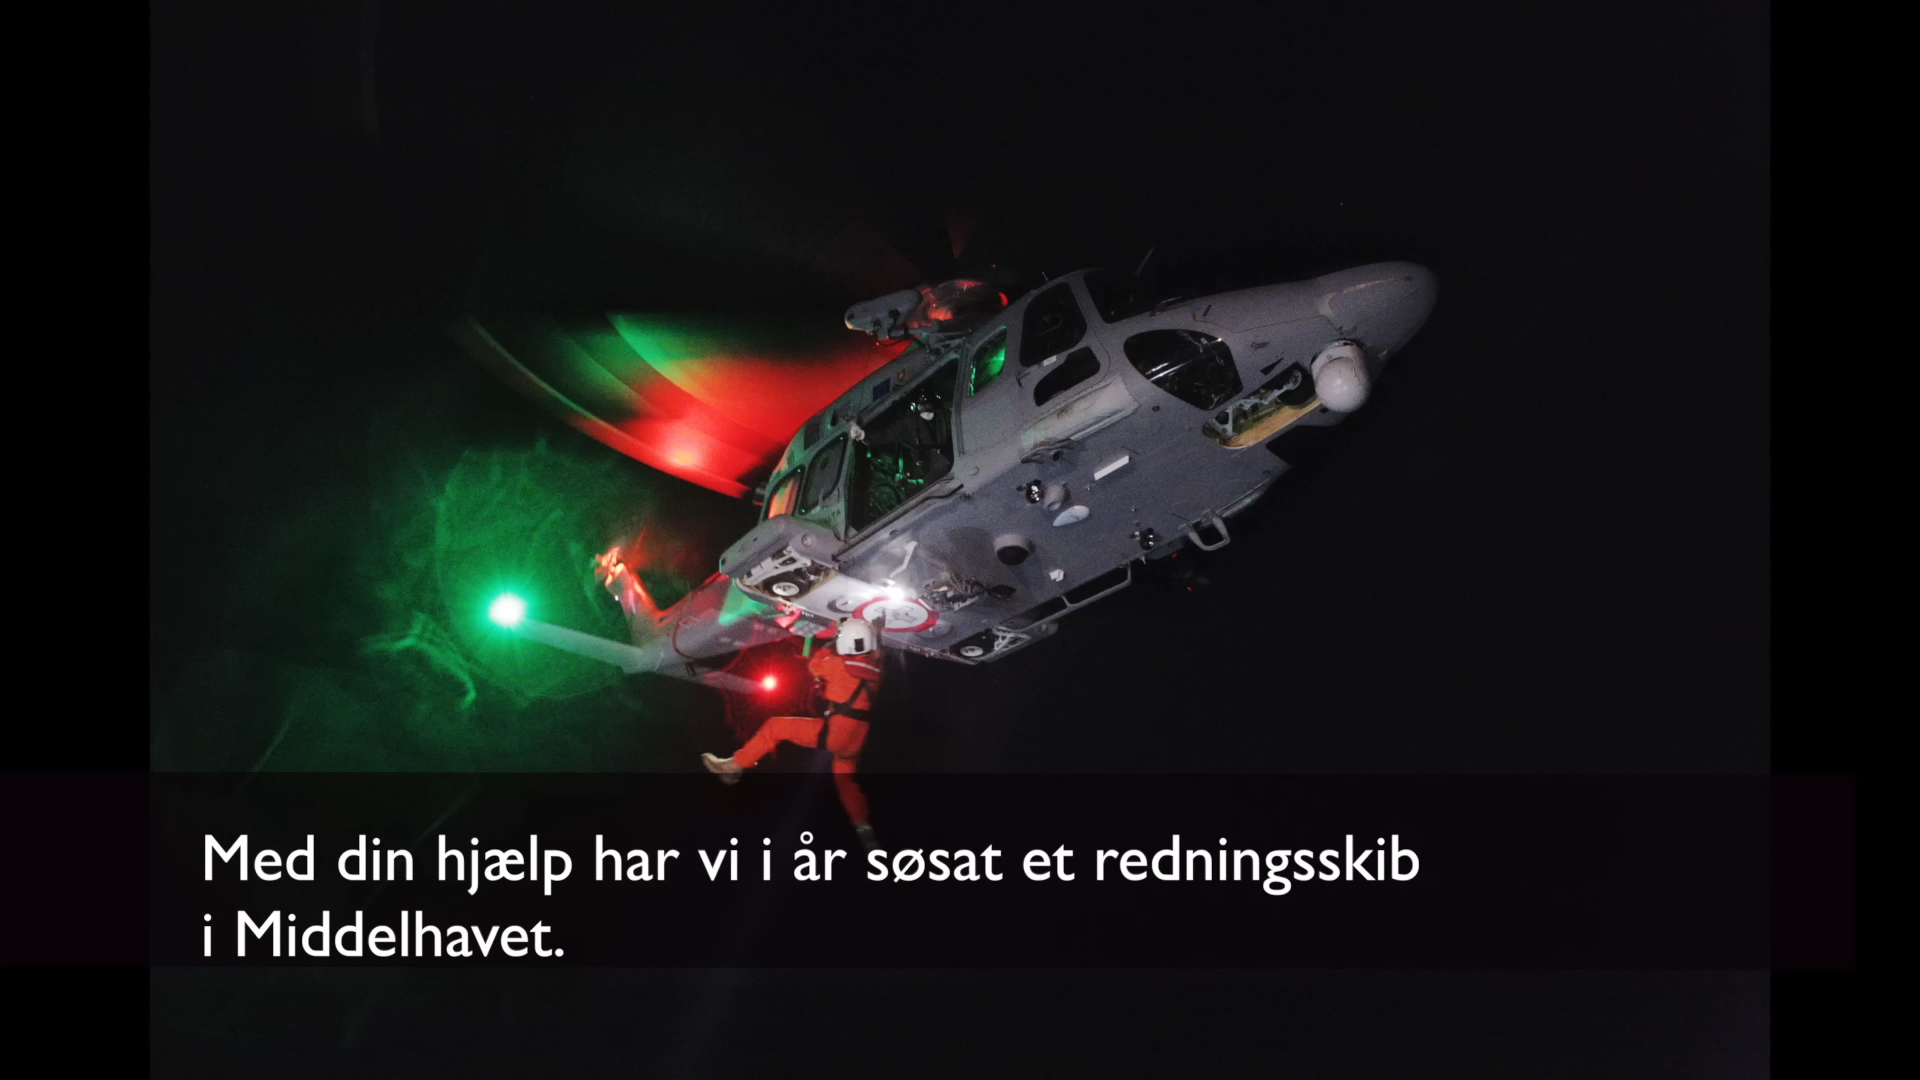 Med din hjælp har vi i år søsat et redningsskib
i Middelhavet.